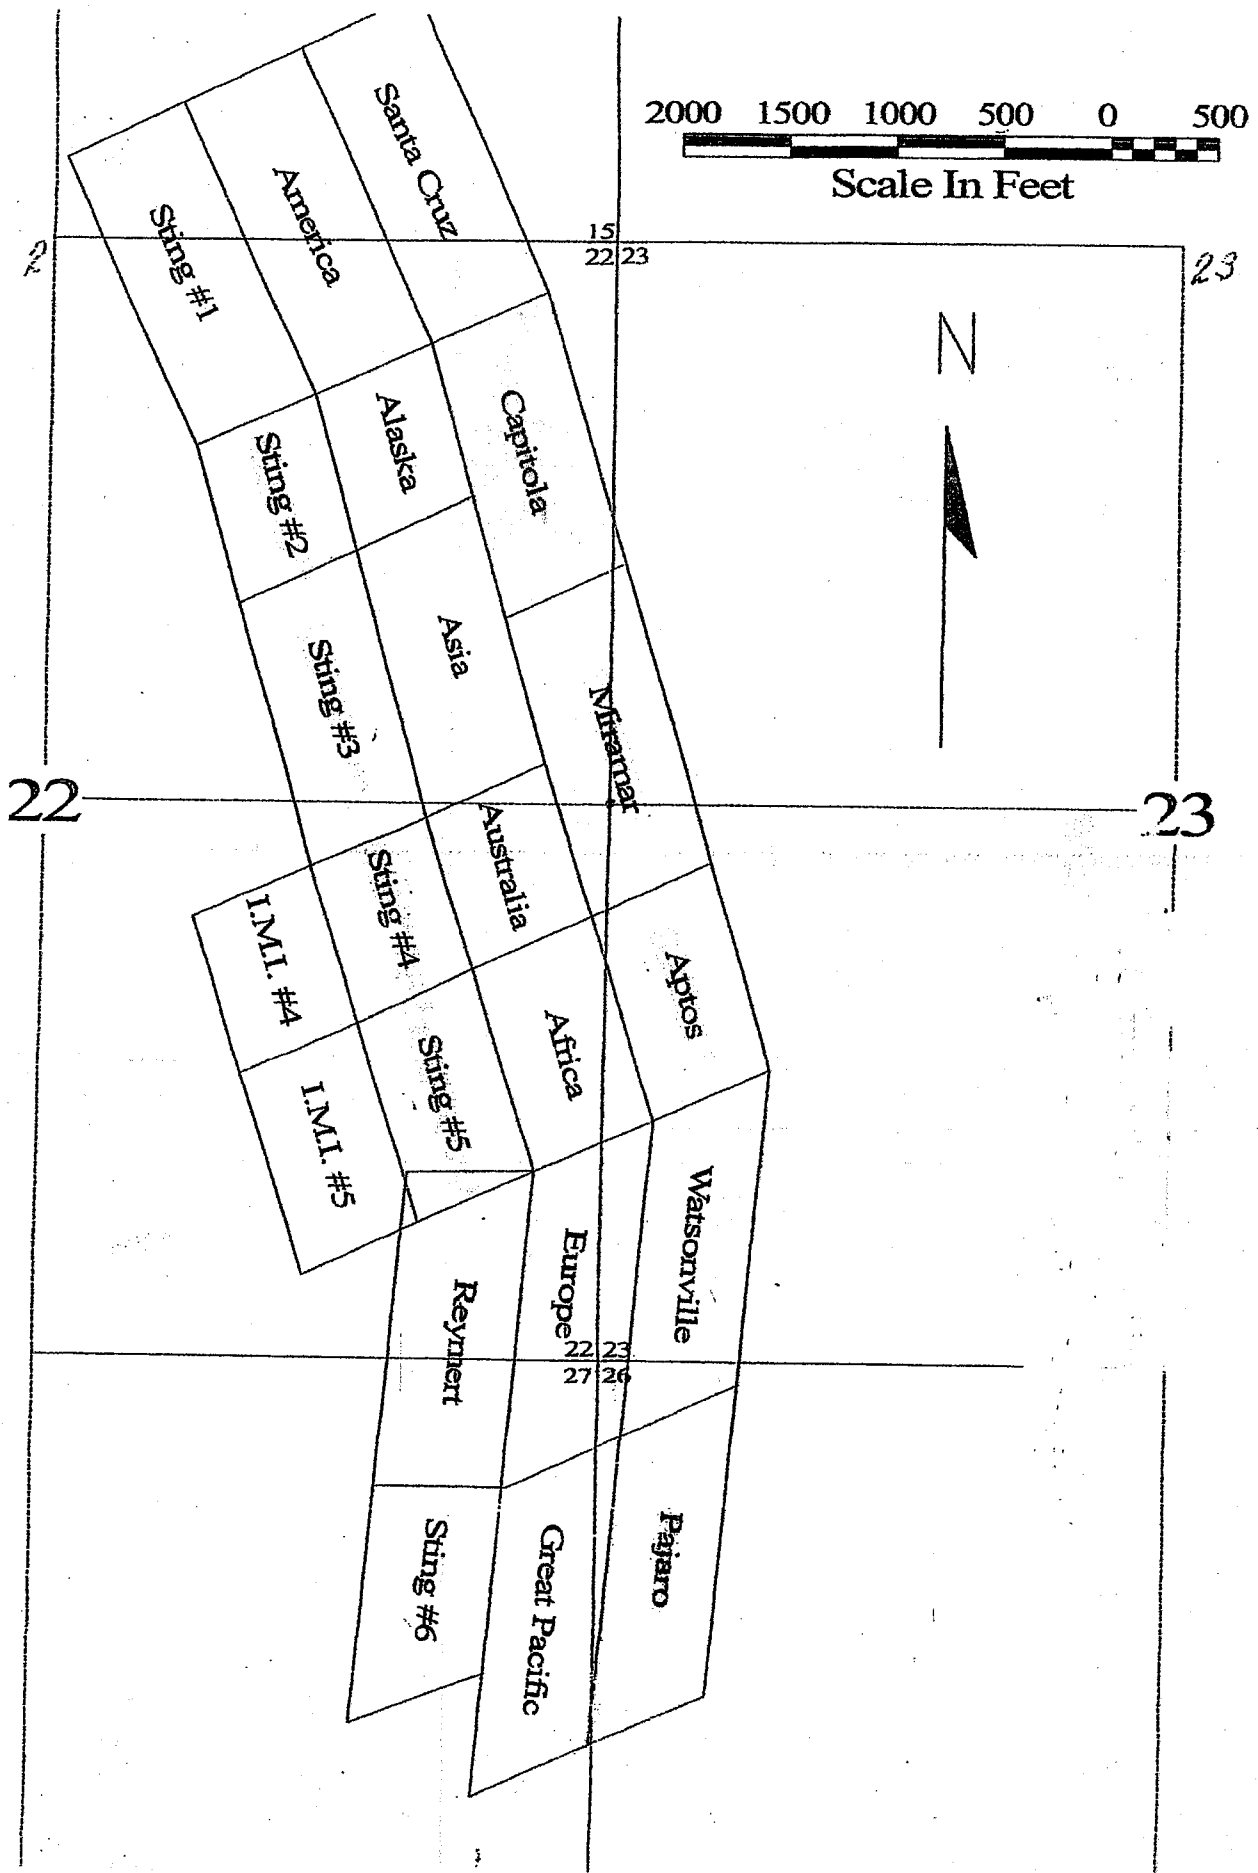 2000 1500 1000 500 0 500
Scale In Feet
Santa Cruz
America
Sting #1
15
22 23
23
N
Capitola
Alaska
Sting #2
Asia
Sting #3
Miramar
22
23
Australia
Sting #4
I.M.I. #4
Aptos
Africa
Sting #5
I.M.I. #5
Watsonville
Europe
Reymert
22 23
27 26
Pajaro
Great Pacific
Sting #6